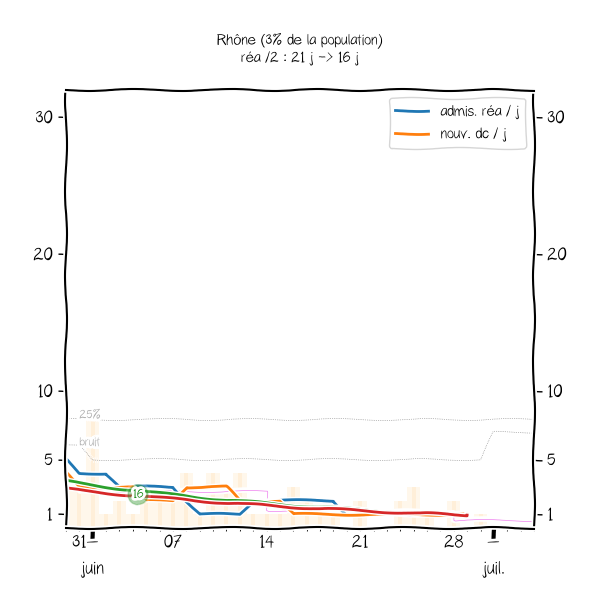 Rhône (3% de la population)
réa /2 : 21 j -> 16 j
admis. réa / j
nouv. dc / j
30
30
20
20
10
10
25%
bruit
5
5
16
1
1
31
07
14
21
28
juin
juil.